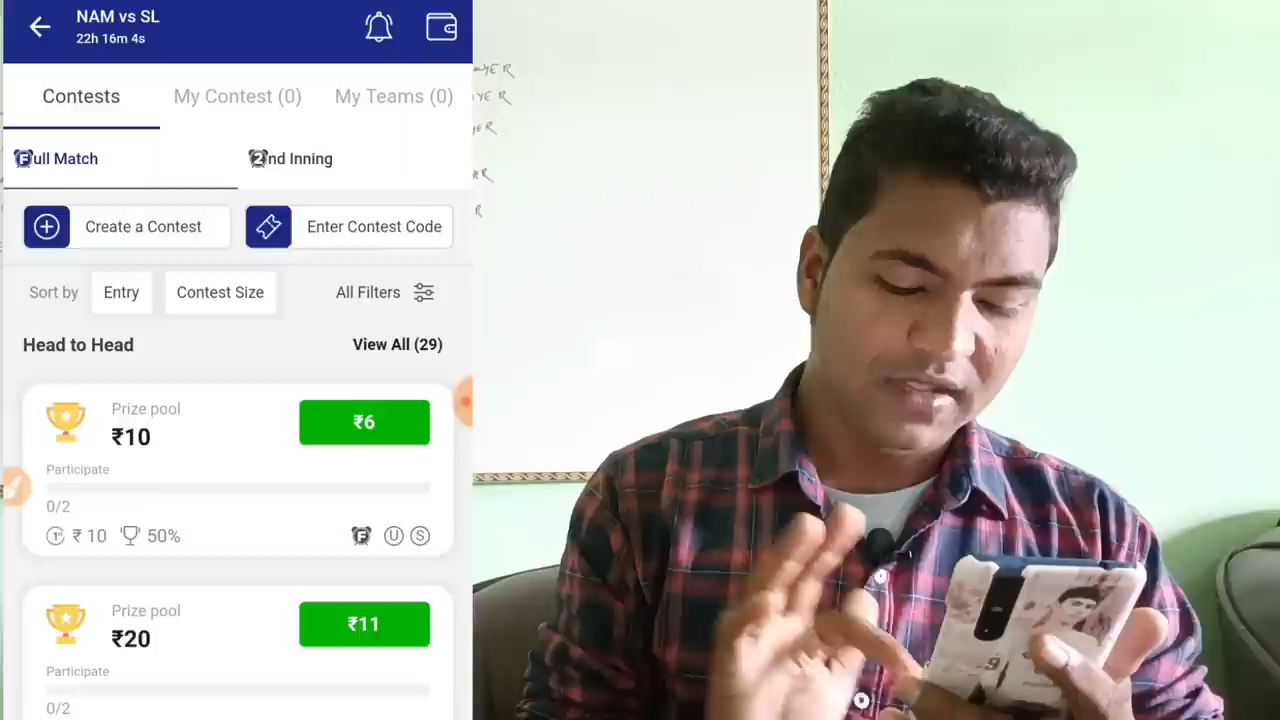 NAM vs SL
22h 16m 4s
Contests
My Contest (0)
My Teams (0)
Full Match
2nd Inning
Create a Contest
Enter Contest Code
Sort by
Entry
Contest Size
All Filters
Head to Head
View All (29)
Prize pool
₹10
₹6
Participate
0/2
₹ 10
50%
F
U
S
Prize pool
₹20
₹11
Participate
0/2